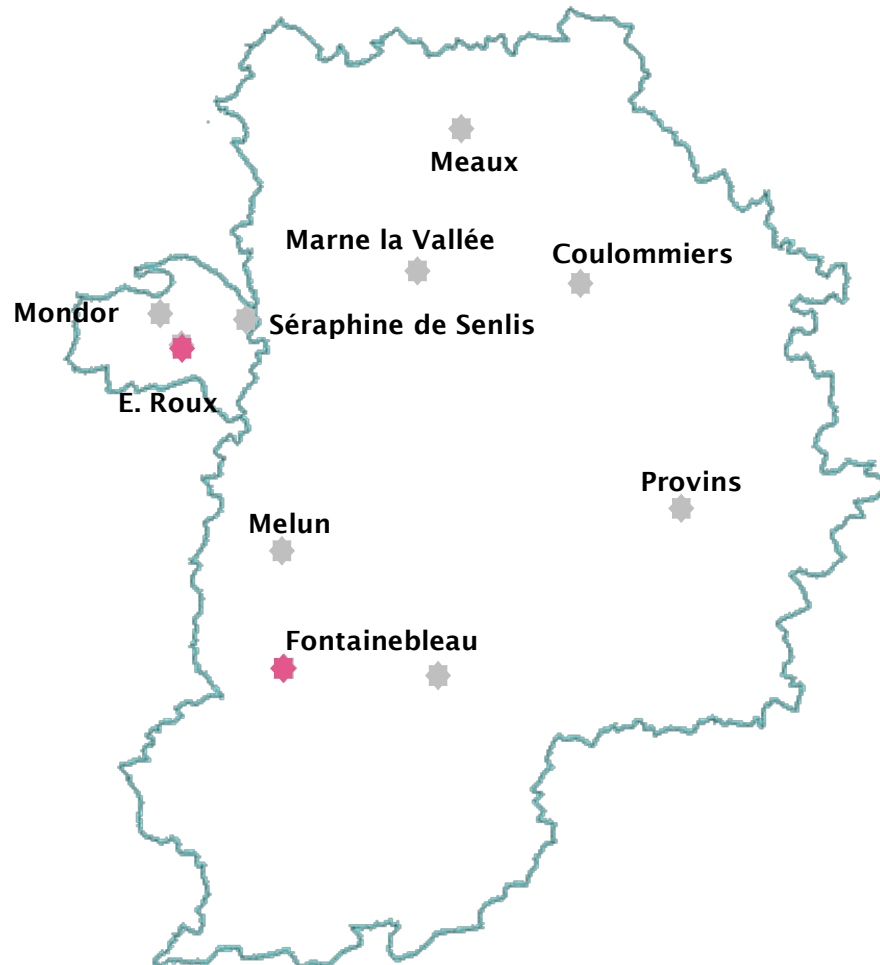 Meaux
Marne la Vallée
Coulommiers
Mondor
Séraphine de Senlis
E. Roux
Provins
Melun
Fontainebleau